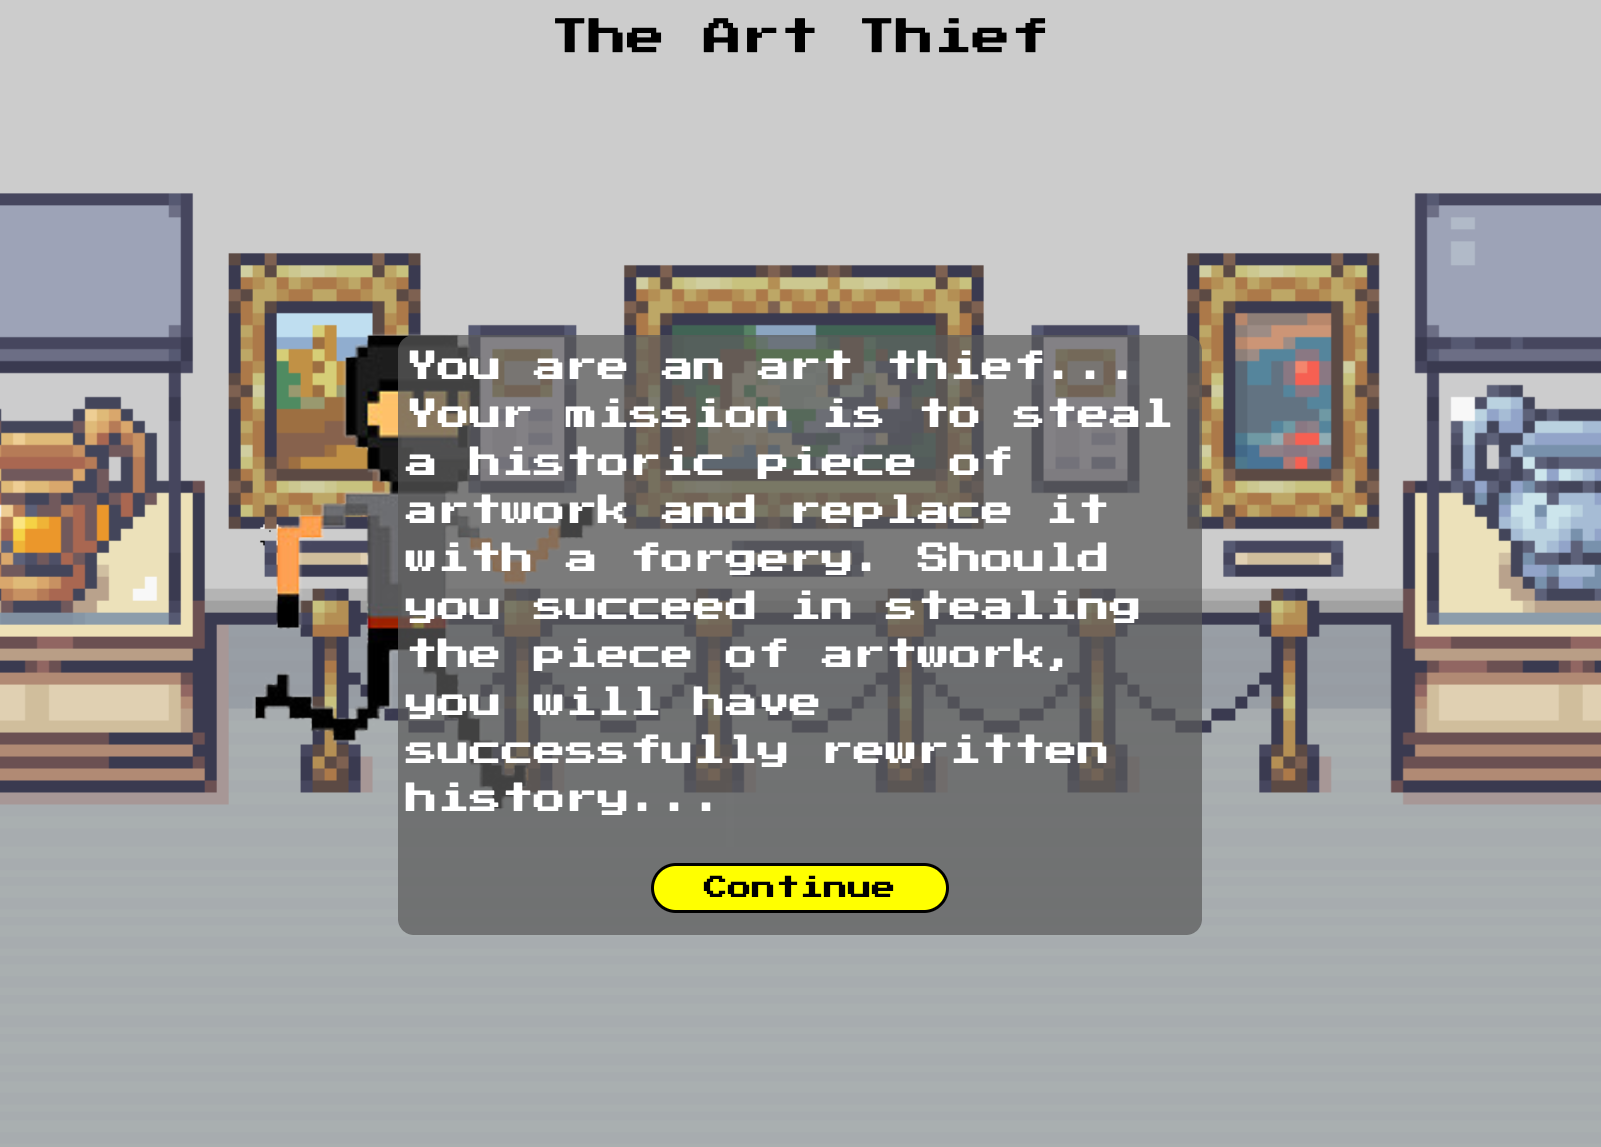 The Art Thief
You are an art thief...
Your mission is to steal
a historic piece of
artwork and replace it
with a forgery. Should
you succeed in stealing
the piece of artwork,
you will have
successfully rewritten
history...
Continue